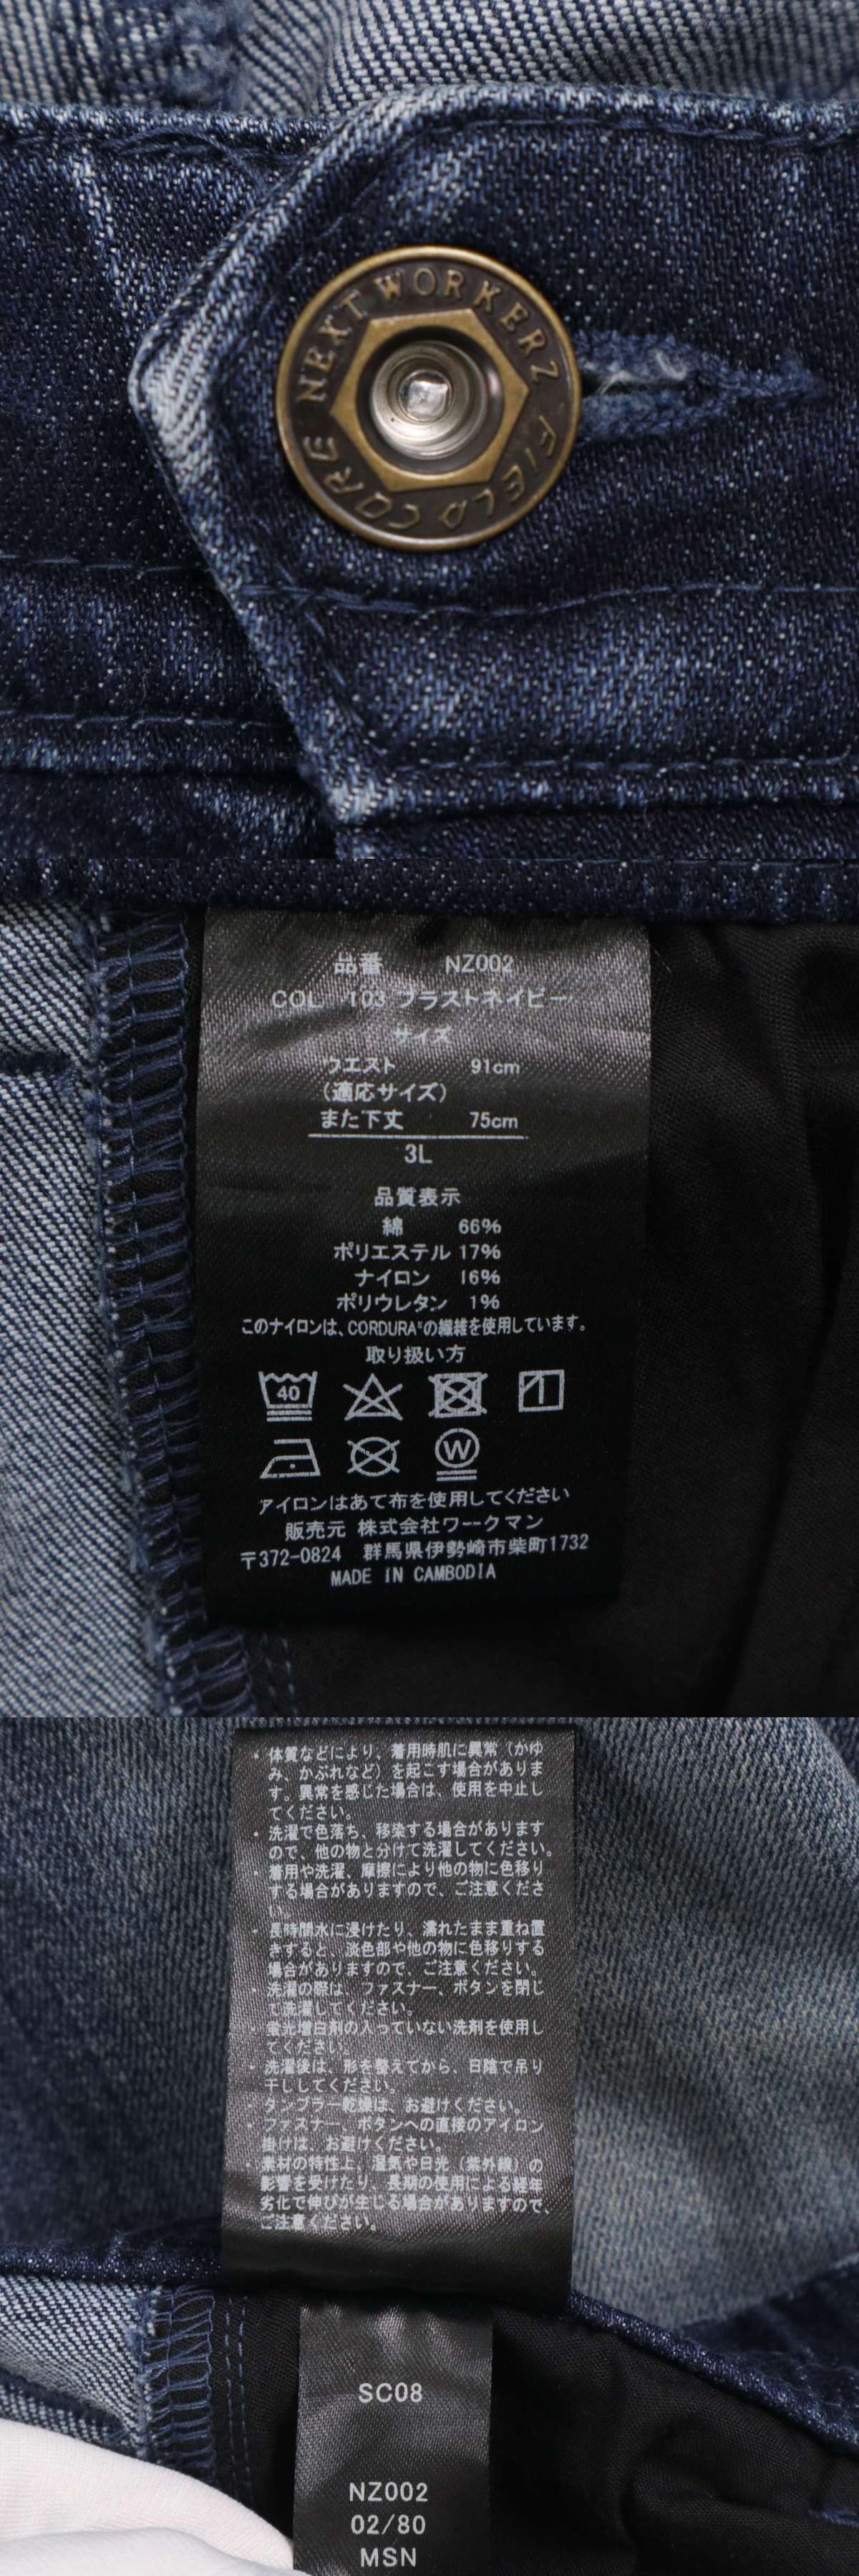 NEXT WORKERZ
FIELD CORE
品番 NZ002
COL 103 ブラストネイビー
サイズ
ウエスト 91cm
(適応サイズ)
また下丈 75cm
3L
品質表示
綿 66%
ポリエステル 17%
ナイロン 16%
ポリウレタン 1%
このナイロンは、CORDURA®の繊維を使用しています。
取り扱い方
40
W
アイロンはあて布を使用してください
販売元 株式会社ワークマン
〒372-0824 群馬県伊勢崎市柴町1732
MADE IN CAMBODIA
・体質などにより、着用時肌に異常(かゆ
み、かぶれなど)を起こす場合がありま
す。異常を感じた場合は、使用を中止し
てください。
・洗濯で色落ち、移染する場合があります
ので、他の物と分けて洗濯してください。
・着用や洗濯、摩擦により他の物に色移り
する場合がありますので、ご注意くださ
い。
・長時間水に浸けたり、濡れたまま重ね置
きすると、淡色部や他の物に色移りする
場合がありますので、ご注意ください。
・洗濯の際は、ファスナー、ボタンを閉じ
て洗濯してください。
・蛍光増白剤の入っていない洗剤を使用し
てください。
・洗濯後は、形を整えてから、日陰で吊り
干ししてください。
・タンブラー乾燥は、お避けください。
・ファスナー、ボタンへの直接のアイロン
掛けは、お避けください。
・素材の特性上、湿気や日光(紫外線)の
影響を受けたり、長期の使用による経年
劣化で伸びが生じる場合がありますので、
ご注意ください。
SC08
NZ002
02/80
MSN